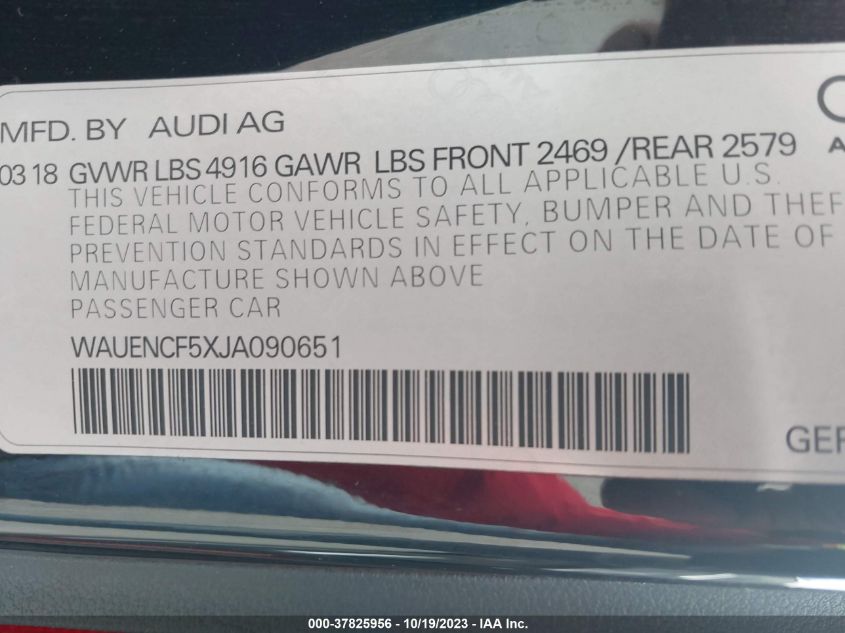 MFD. BY AUDI AG
03 18 GVWR LBS 4916 GAWR LBS FRONT 2469 /REAR 2579
THIS VEHICLE CONFORMS TO ALL APPLICABLE U.S.
FEDERAL MOTOR VEHICLE SAFETY, BUMPER AND THEF
PREVENTION STANDARDS IN EFFECT ON THE DATE OF
MANUFACTURE SHOWN ABOVE
PASSENGER CAR
WAUENCF5XJA090651
GER
000-37825956 - 10/19/2023 - IAA Inc.